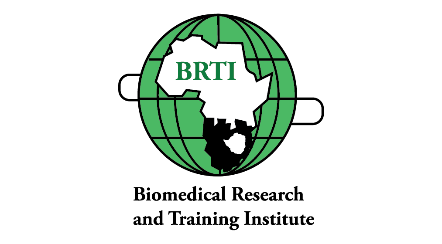 BRTI
Biomedical Research
and Training Institute